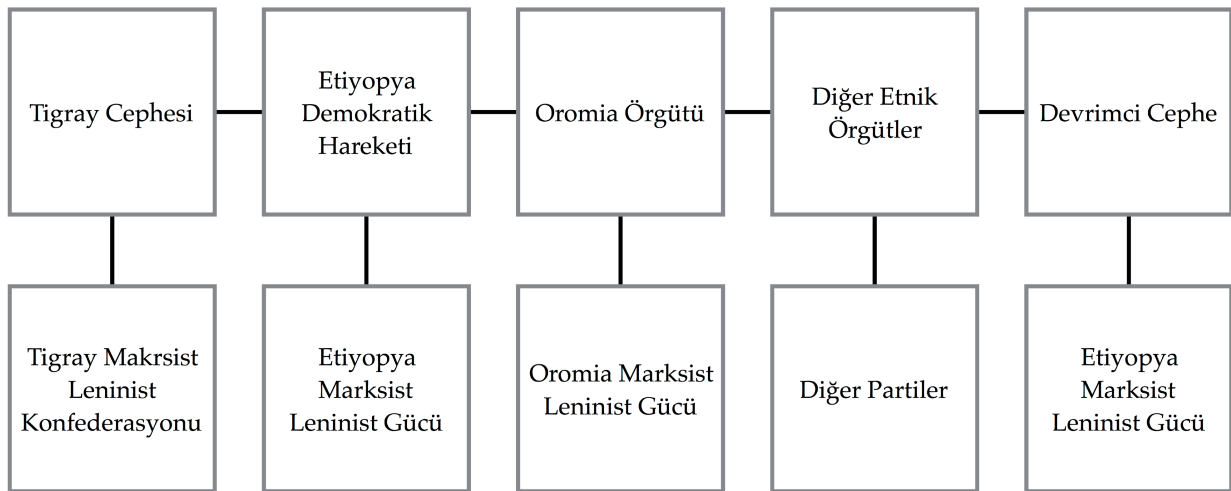 Tigray Cephesi
Etiyopya
Demokratik
Hareketi
Oromia Örgütü
Diğer Etnik
Örgütler
Devrimci Cephe
Tigray Makrsist
Leninist
Konfederasyonu
Etiyopya
Marksist
Leninist Gücü
Oromia Marksist
Leninist Gücü
Diğer Partiler
Etiyopya
Marksist
Leninist Gücü